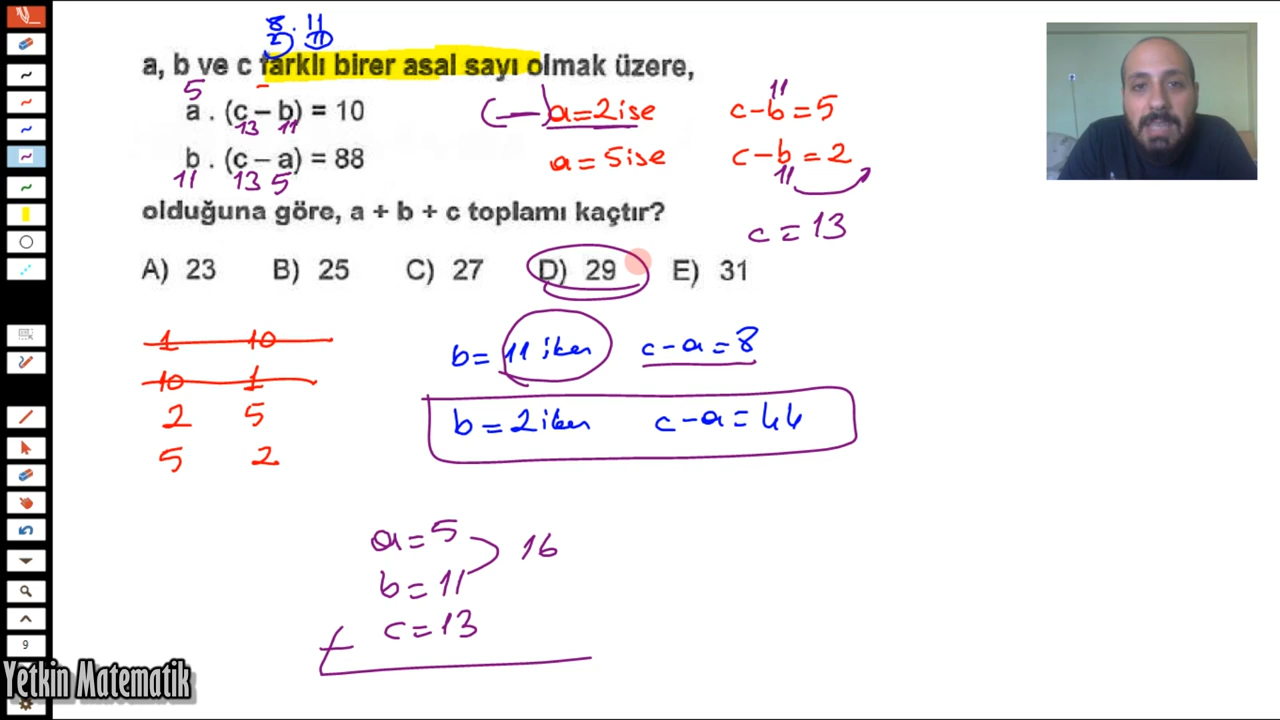 8 . 11
2 11
a, b ve c farklı birer asal sayı olmak üzere,
5
a . (c – b) = 10
13 11
b . (c – a) = 88
11 13 5
a=2ise c-b=5
11
a=5ise c-b=2
11
c=13
olduğuna göre, a + b + c toplamı kaçtır?
A) 23 B) 25 C) 27 D) 29 E) 31
1 10
10 1
2 5
5 2
b= 11 iken c-a=8
b=2iken c-a=44
a=5
b=11
16
c=13
+
9
Yetkin Matematik